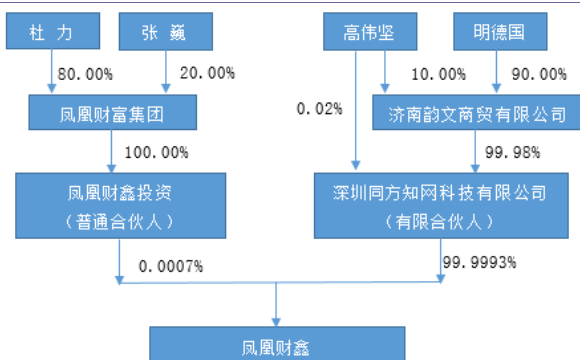 杜 力
张 巍
高伟坚
明德国
80.00%
20.00%
10.00%
90.00%
0.02%
凤凰财富集团
济南韵文商贸有限公司
100.00%
99.98%
凤凰财鑫投资
（普通合伙人）
深圳同方知网科技有限公司
（有限合伙人）
0.0007%
99.9993%
凤凰财鑫